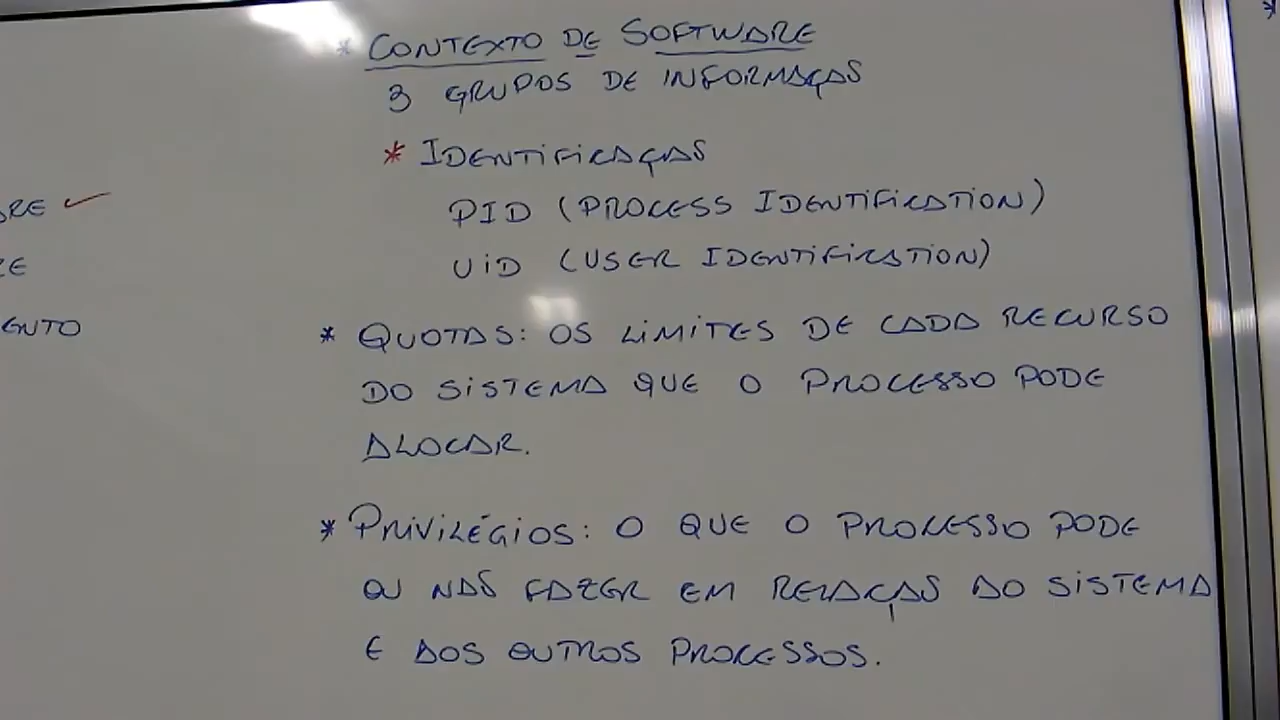 * CONTEXTO DE SOFTWARE
3 GRUPOS DE INFORMAÇÃO
* IDENTIFICAÇÃO
PID (PROCESS IDENTIFICATION)
UID (USER IDENTIFICATION)
* QUOTAS: OS LIMITES DE CADA RECURSO
DO SISTEMA QUE O PROCESSO PODE
ALOCAR.
* PRIVILÉGIOS: O QUE O PROCESSO PODE
OU NÃO FAZER EM RELAÇÃO AO SISTEMA
E AOS OUTROS PROCESSOS.